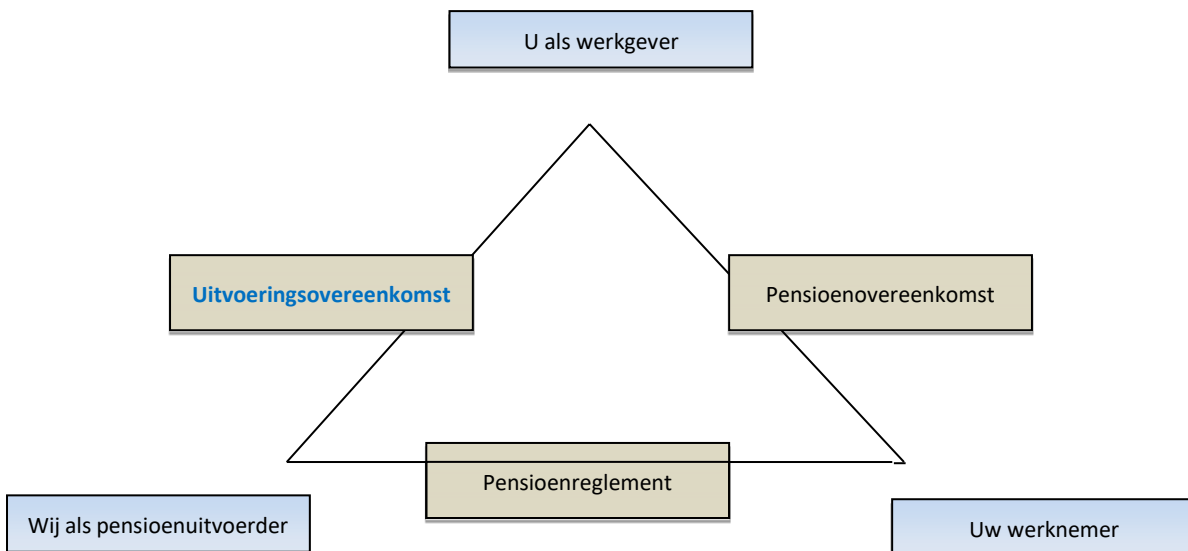 U als werkgever
Uitvoeringsovereenkomst
Pensioenovereenkomst
Pensioenreglement
Wij als pensioenuitvoerder
Uw werknemer